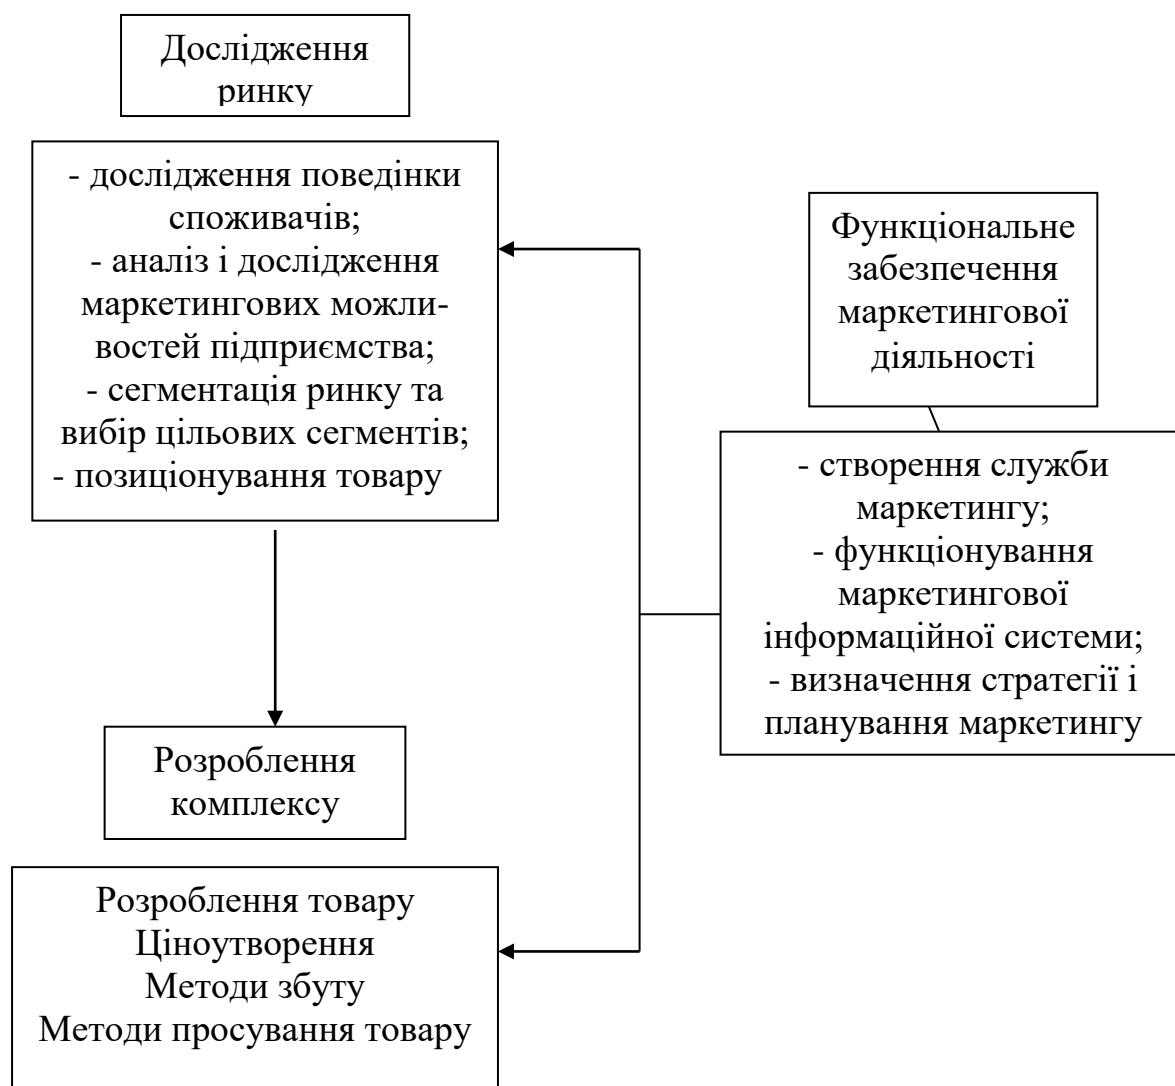 Дослідження
ринку
- дослідження поведінки
споживачів;
- аналіз і дослідження
маркетингових можли-
востей підприємства;
- сегментація ринку та
вибір цільових сегментів;
- позиціонування товару
Функціональне
забезпечення
маркетингової
діяльності
- створення служби
маркетингу;
- функціонування
маркетингової
інформаційної системи;
- визначення стратегії і
планування маркетингу
Розроблення
комплексу
Розроблення товару
Ціноутворення
Методи збуту
Методи просування товару